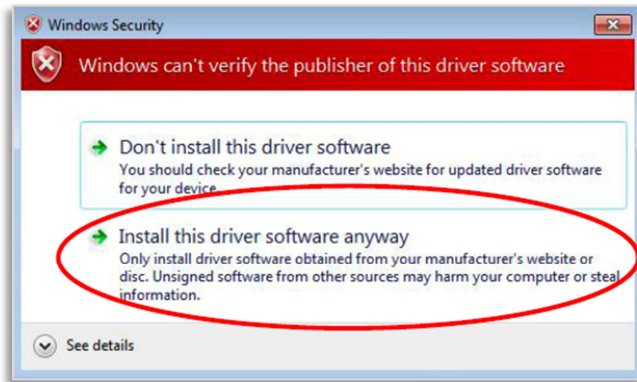 Windows Security
Windows can't verify the publisher of this driver software
Don't install this driver software
You should check your manufacturer's website for updated driver software
for your device.
Install this driver software anyway
Only install driver software obtained from your manufacturer's website or
disc. Unsigned software from other sources may harm your computer or steal
information.
See details